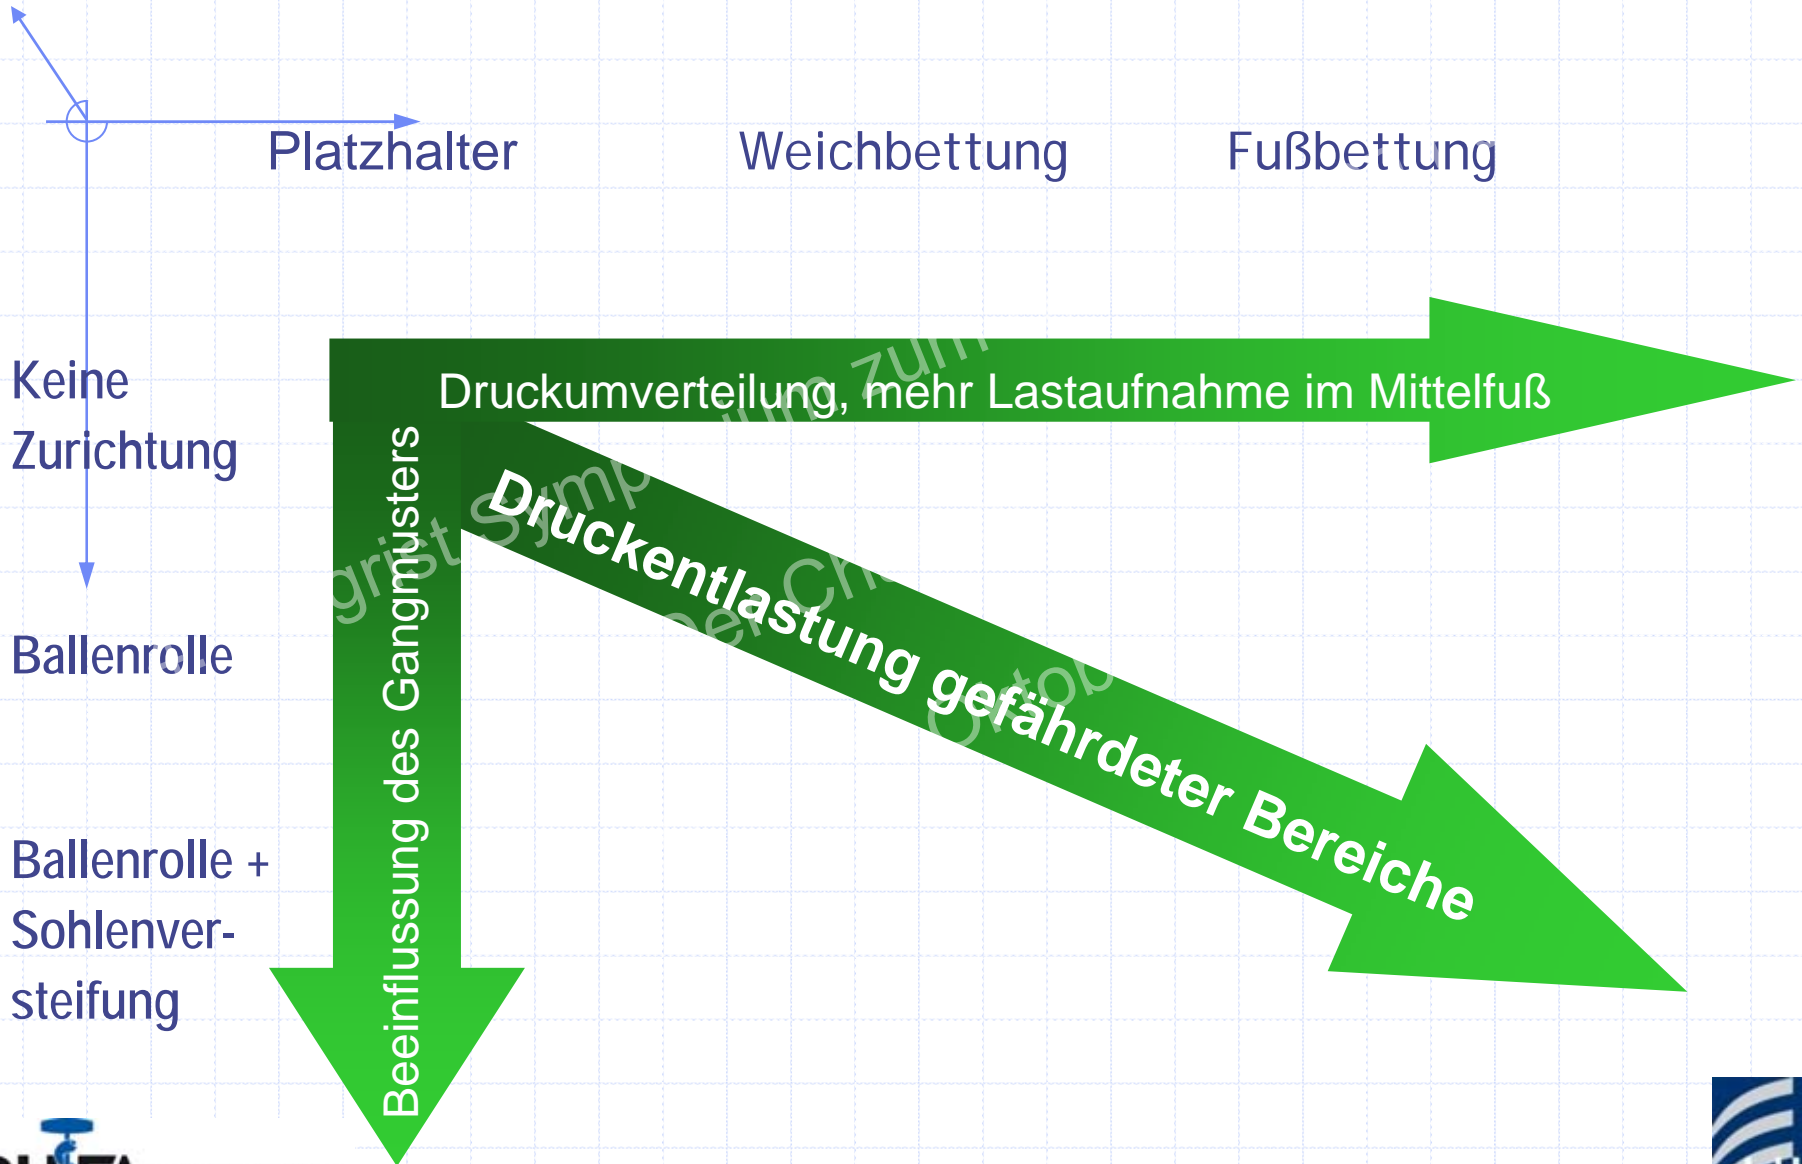 Platzhalter Weichbettung Fußbettung
Keine
Zurichtung
Druckumverteilung, mehr Lastaufnahme im Mittelfuß
Druckentlastung gefährdeter Bereiche
Beeinflussung des Gangmusters
Ballenrolle
Ballenrolle +
Sohlenver-
steifung